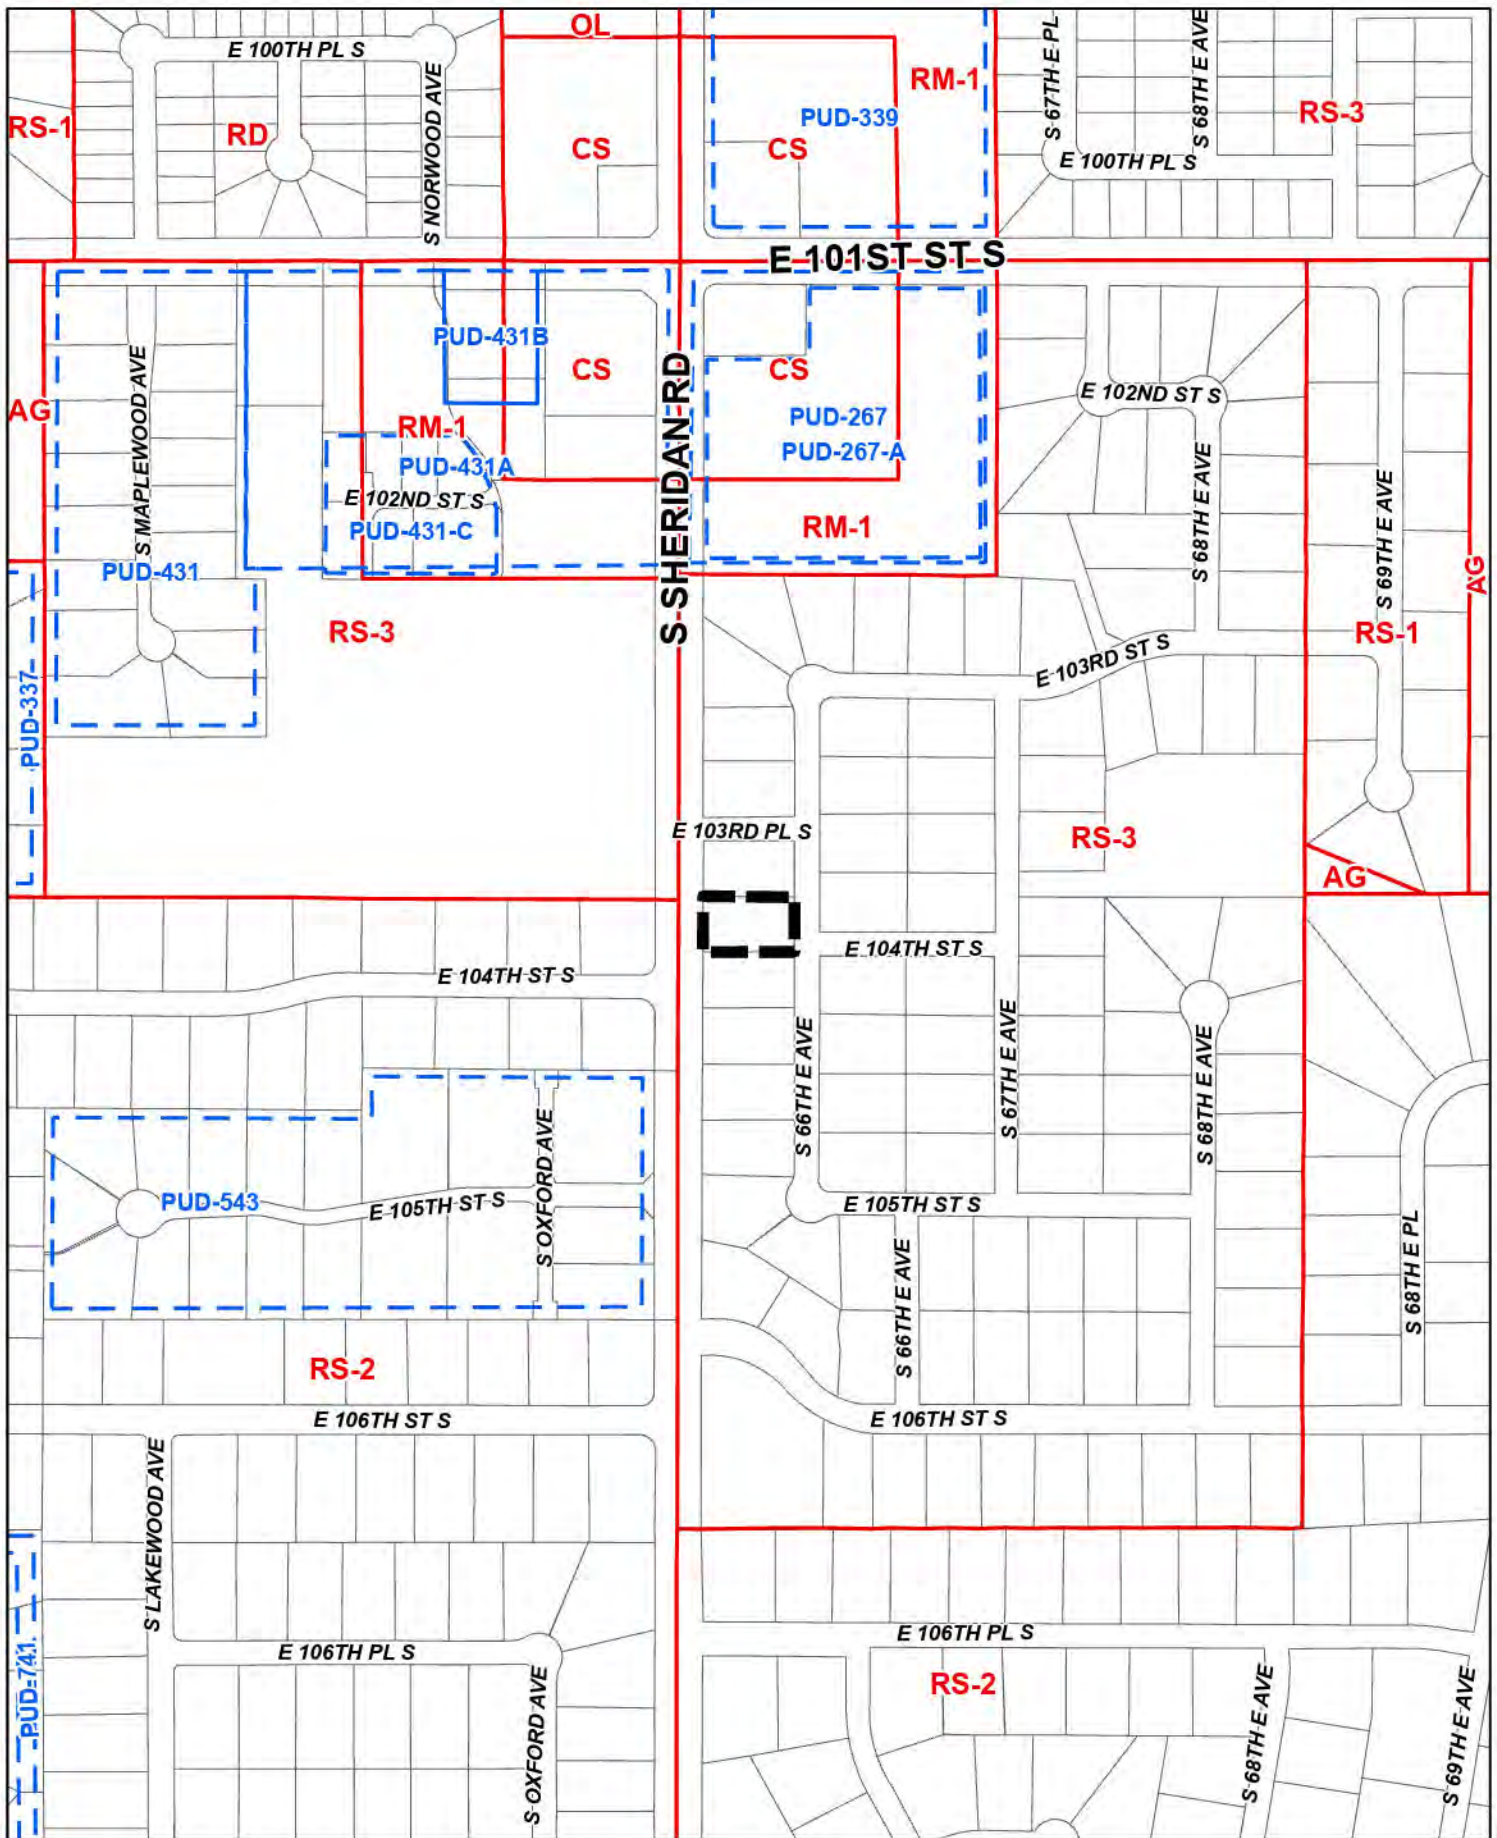 OL
E 100TH PL S
S NORWOOD AVE
RS-1
RD
CS
PUD-339
CS
RM-1
S 67TH E PL
S 68TH E AVE
RS-3
E 100TH PL S
E 101ST ST S
S MAPLEWOOD AVE
AG
PUD-431B
CS
RM-1
PUD-431A
E 102ND ST S
PUD-431-C
PUD-431
S SHERIDAN RD
CS
PUD-267
PUD-267-A
RM-1
E 102ND ST S
S 68TH E AVE
S 69TH E AVE
AG
RS-3
PUD-337
E 103RD ST S
RS-1
E 103RD PL S
RS-3
AG
E 104TH ST S
E 104TH ST S
S 66TH E AVE
S 67TH E AVE
S 68TH E AVE
S OXFORD AVE
PUD-543
E 105TH ST S
E 105TH ST S
S 66TH E AVE
S 68TH E PL
RS-2
E 106TH ST S
E 106TH ST S
S LAKEWOOD AVE
PUD-741
E 106TH PL S
S OXFORD AVE
E 106TH PL S
RS-2
S 68TH E AVE
S 69TH E AVE